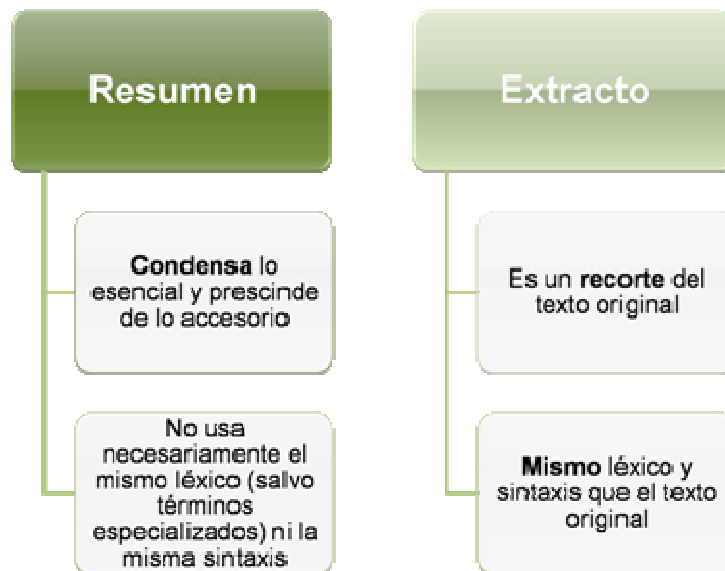 Resumen
Condensa lo
esencial y prescinde
de lo accesorio
No usa
necesariamente el
mismo léxico (salvo
términos
especializados) ni la
misma sintaxis
Extracto
Es un recorte del
texto original
Mismo léxico y
sintaxis que el texto
original